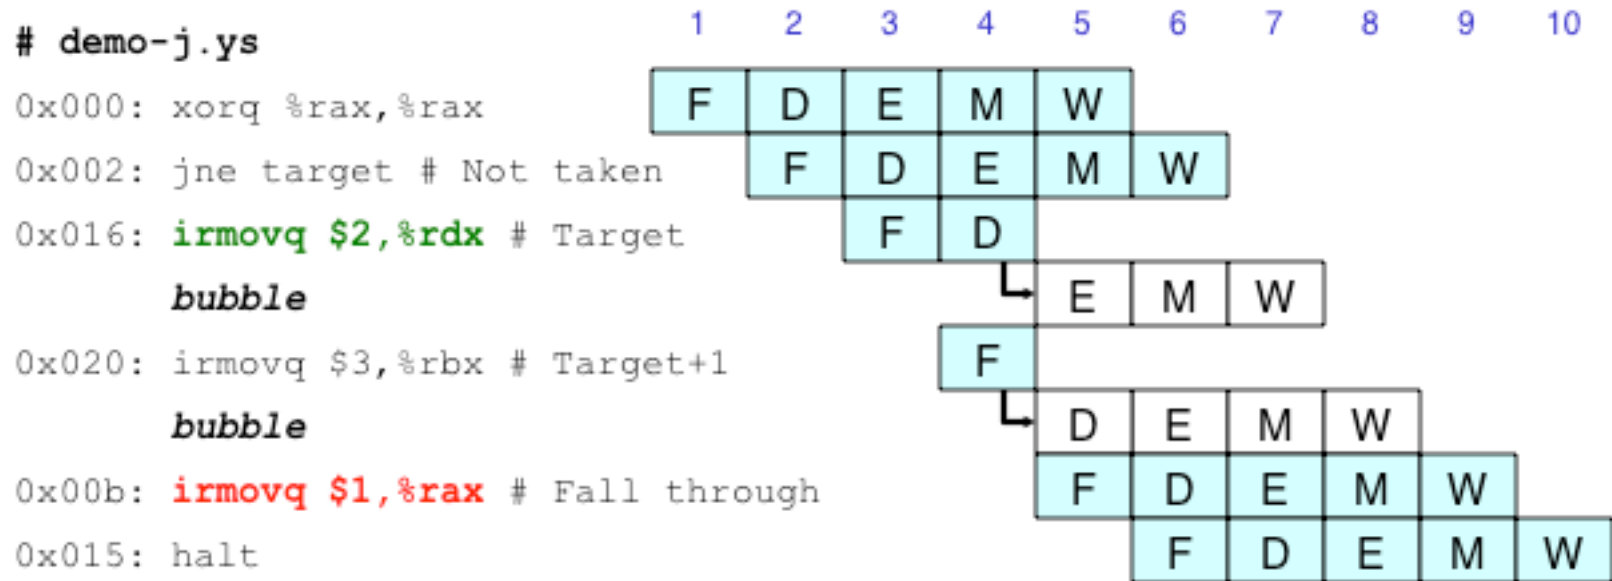 1 2 3 4 5 6 7 8 9 10
# demo-j.ys
0x000: xorq %rax,%rax F D E M W
0x002: jne target # Not taken F D E M W
0x016: irmovq $2,%rdx # Target F D
bubble E M W
0x020: irmovq $3,%rbx # Target+1 F
bubble D E M W
0x00b: irmovq $1,%rax # Fall through F D E M W
0x015: halt F D E M W